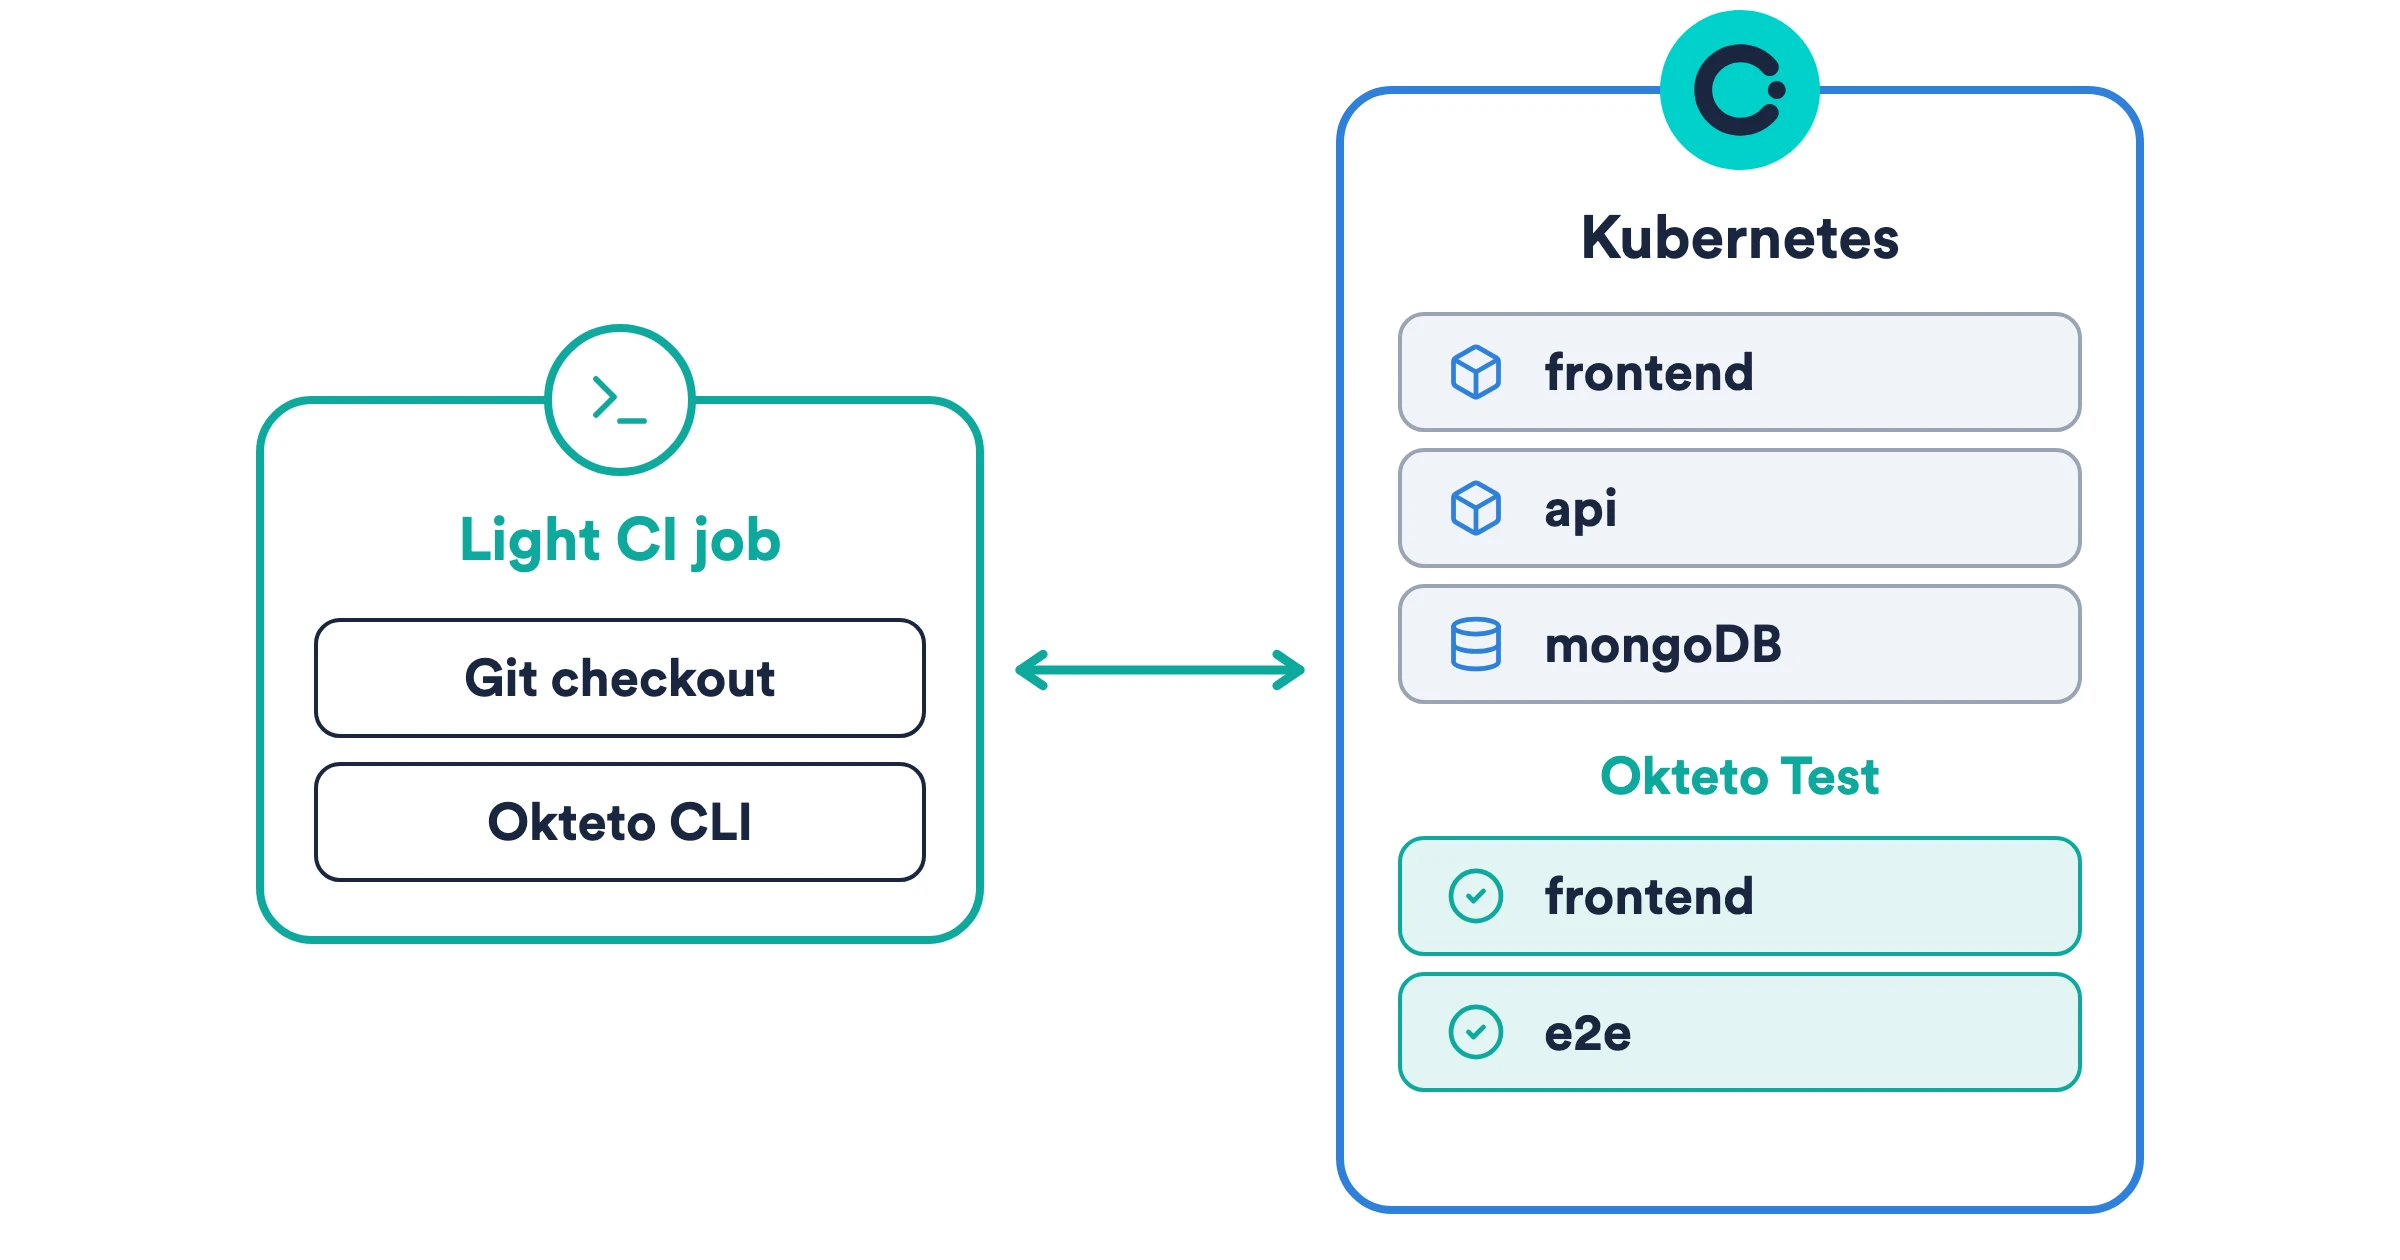 Light CI job
Git checkout
Okteto CLI
Kubernetes
frontend
api
mongoDB
Okteto Test
frontend
e2e